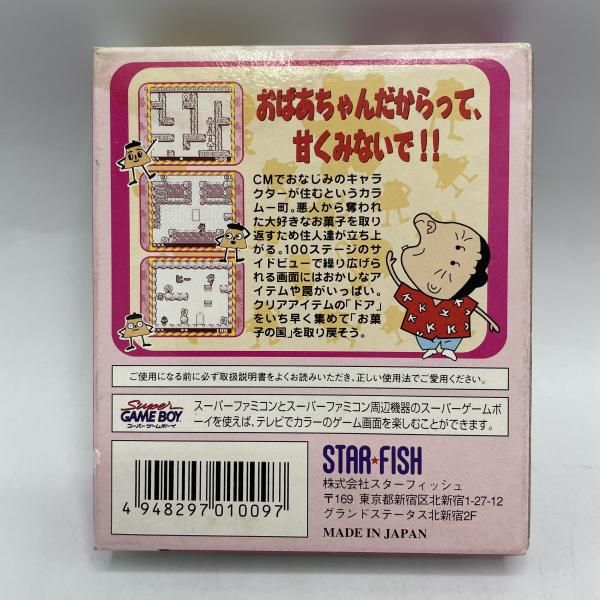 おばあちゃんだからって、
甘くみないで!!
CMでおなじみのキャラ
クターが住むというカラ
ムー町。悪人から奪われ
た大好きなお菓子を取り
返すため住人達が立ち上
がる。100ステージのサ
イドビューで繰り広げら
れる画面にはおかしなア
イテムや罠がいっぱい。
クリアアイテムの「ドア」
をいち早く集めて「お菓
子の国」を取り戻そう。
ご使用になる前に必ず取扱説明書をよくお読みいただき、正しい使用法でご愛用ください。
Super
GAME BOY
スーパーゲームボーイ
スーパーファミコンとスーパーファミコン周辺機器のスーパーゲームボ
ーイを使えば、テレビでカラーのゲーム画面を楽しむことができます。
4 948297 010097
STAR★FISH
株式会社スターフィッシュ
〒169 東京都新宿区北新宿1-27-12
グランドステータス北新宿2F
MADE IN JAPAN